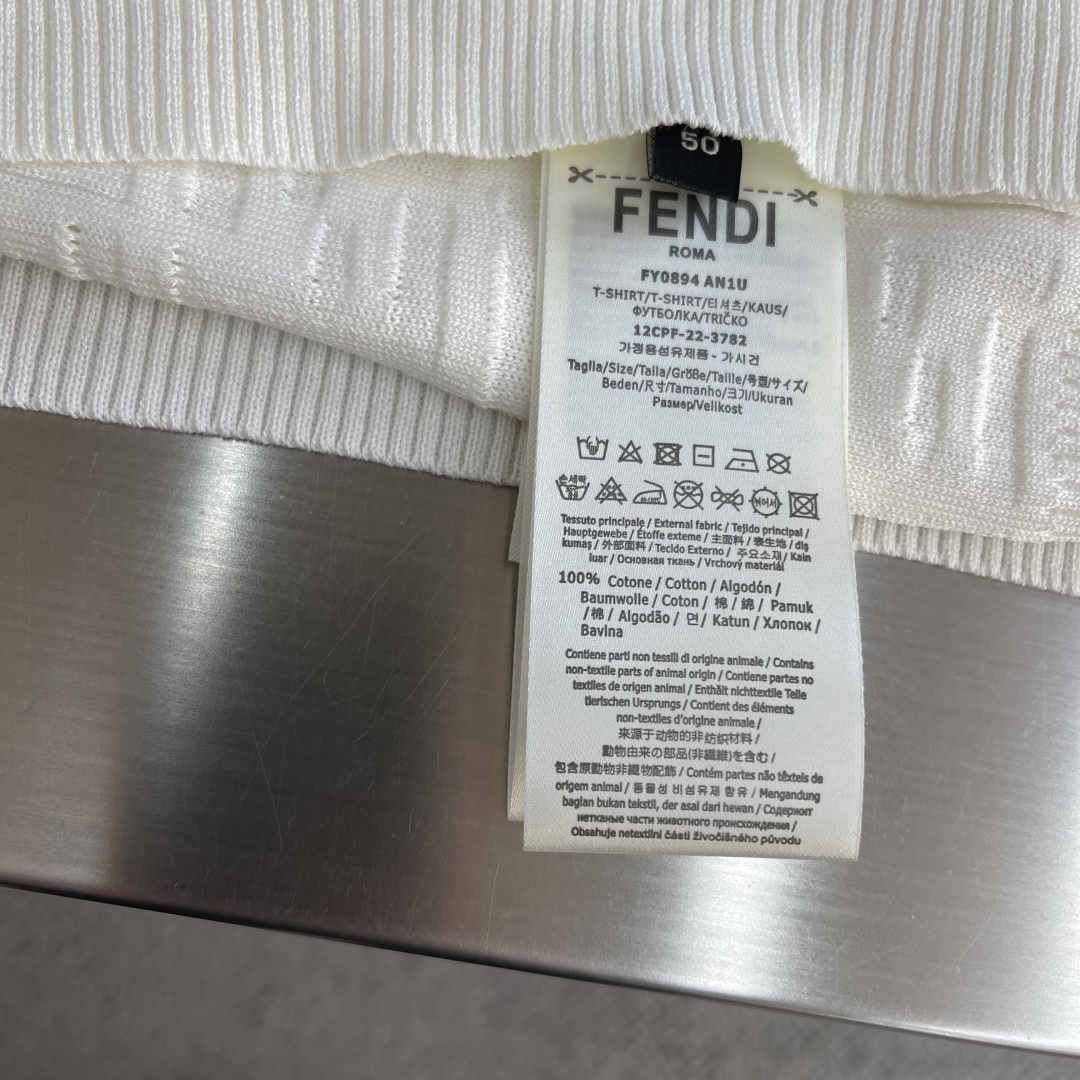 50
FENDI
ROMA
FY0894 AN1U
T-SHIRT/T-SHIRT/티셔츠/KAUS/
ФУТБОЛКА/TRIČKO
12CPF-22-3782
가정용섬유제품 - 가시건
Taglia/Size/Talla/Größe/Taille/号型/サイズ/
Beden/尺寸/Tamanho/크기/Ukuran
Размер/Velikost
손세탁
뉘어서
Tessuto principale / External fabric / Tejido principal /
Hauptgewebe / Étoffe externe / 主面料 / 表生地 / diş
kumaş / 外部面料 / Tecido Externo / 주요소재/ Kain
luar / Основная ткань / Vrchový materiál
100% Cotone / Cotton / Algodón /
Baumwolle / Coton / 棉 / 綿 / Pamuk
/棉 / Algodão / 면 / Katun / Хлопок /
Bavlna
Contiene parti non tessili di origine animale / Contains
non-textile parts of animal origin / Contiene partes no
textiles de origen animal / Enthält nichttextile Teile
tierischen Ursprungs / Contient des éléments
non-textiles d'origine animale /
来源于动物的非纺织材料 /
動物由来の部品(非繊維)を含む /
包含原動物非織物配飾 / Contém partes não têxteis de
origem animal / 동물성 비섬유제 함유 / Mengandung
bagian bukan tekstil, der asal dari hewan / Содержит
нетканые части животного происхождения /
Obsahuje netextilní části živočišného původu